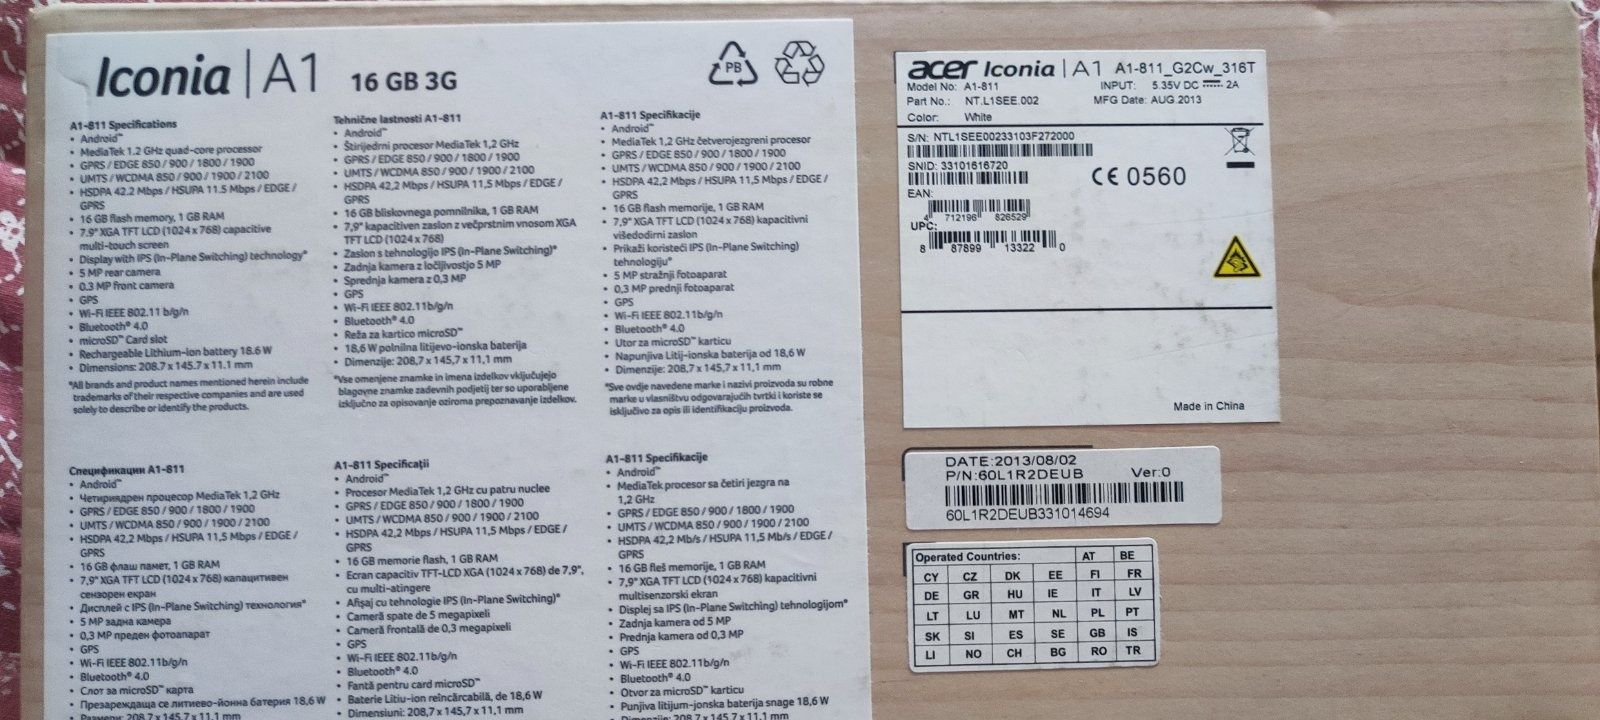 Iconia | A1 16 GB 3G
PB
A1-811 Specifications
• Android™
• MediaTek 1.2 GHz quad-core processor
• GPRS / EDGE 850 / 900 / 1800 / 1900
• UMTS / WCDMA 850 / 900 / 1900 / 2100
• HSDPA 42.2 Mbps / HSUPA 11.5 Mbps / EDGE /
GPRS
• 16 GB flash memory, 1 GB RAM
• 7.9" XGA TFT LCD (1024 x 768) capacitive
multi-touch screen
• Display with IPS (In-Plane Switching) technology*
• 5 MP rear camera
• 0.3 MP front camera
• GPS
• Wi-Fi IEEE 802.11 b/g/n
• Bluetooth® 4.0
• microSD™ Card slot
• Rechargeable Lithium-ion battery 18.6 W
• Dimensions: 208.7 x 145.7 x 11.1 mm
*All brands and product names mentioned herein include
trademarks of their respective companies and are used
solely to describe or identify the products.
Tehnične lastnosti A1-811
• Android™
• Štirijedrni procesor MediaTek 1,2 GHz
• GPRS / EDGE 850 / 900 / 1800 / 1900
• UMTS / WCDMA 850 / 900 / 1900 / 2100
• HSDPA 42,2 Mbps / HSUPA 11,5 Mbps / EDGE /
GPRS
• 16 GB bliskovnega pomnilnika, 1 GB RAM
• 7,9" kapacitiven zaslon z večprstnim vnosom XGA
TFT LCD (1024 x 768)
• Zaslon s tehnologijo IPS (In-Plane Switching)*
• Zadnja kamera z ločljivostjo 5 MP
• Sprednja kamera z 0,3 MP
• GPS
• Wi-Fi IEEE 802.11b/g/n
• Bluetooth® 4.0
• Reža za kartico microSD™
• 18,6 W polnilna litijevo-ionska baterija
• Dimenzije: 208,7 x 145,7 x 11,1 mm
*Vse omenjene znamke in imena izdelkov vključujejo
blagovne znamke zadevnih podjetij ter so uporabljene
izključno za opisovanje oziroma prepoznavanje izdelkov.
A1-811 Specifikacije
• Android™
• MediaTek 1,2 GHz četverojezgreni procesor
• GPRS / EDGE 850 / 900 / 1800 / 1900
• UMTS / WCDMA 850 / 900 / 1900 / 2100
• HSDPA 42,2 Mbps / HSUPA 11,5 Mbps / EDGE /
GPRS
• 16 GB flash memorije, 1 GB RAM
• 7,9" XGA TFT LCD (1024 x 768) kapacitivni
višedodirni zaslon
• Prikaži koristeći IPS (In-Plane Switching)
tehnologiju*
• 5 MP stražnji fotoaparat
• 0,3 MP prednji fotoaparat
• GPS
• Wi-Fi IEEE 802.11b/g/n
• Bluetooth® 4.0
• Utor za microSD™ karticu
• Napunjiva Litij-ionska baterija od 18,6 W
• Dimenzije: 208,7 x 145,7 x 11,1 mm
*Sve ovdje navedene marke i nazivi proizvoda su robne
marke u vlasništvu odgovarajućih tvrtki i koriste se
isključivo za opis ili identifikaciju proizvoda.
Спецификации A1-811
• Android™
• Четириядрен процесор MediaTek 1,2 GHz
• GPRS / EDGE 850 / 900 / 1800 / 1900
• UMTS / WCDMA 850 / 900 / 1900 / 2100
• HSDPA 42,2 Mbps / HSUPA 11,5 Mbps / EDGE /
GPRS
• 16 GB флаш памет, 1 GB RAM
• 7,9" XGA TFT LCD (1024 x 768) капацитивен
сензорен екран
• Дисплей с IPS (In-Plane Switching) технология*
• 5 MP задна камера
• 0,3 MP преден фотоапарат
• GPS
• Wi-Fi IEEE 802.11b/g/n
• Bluetooth® 4.0
• Слот за microSD™ карта
• Презареждаща се литиево-йонна батерия 18,6 W
• Размери: 208,7 x 145,7 x 11,1 mm
A1-811 Specificaţii
• Android™
• Procesor MediaTek 1,2 GHz cu patru nuclee
• GPRS / EDGE 850 / 900 / 1800 / 1900
• UMTS / WCDMA 850 / 900 / 1900 / 2100
• HSDPA 42,2 Mbps / HSUPA 11,5 Mbps / EDGE /
GPRS
• 16 GB memorie flash, 1 GB RAM
• Ecran capacitiv TFT-LCD XGA (1024 x 768) de 7,9",
cu multi-atingere
• Afişaj cu tehnologie IPS (In-Plane Switching)*
• Cameră spate de 5 megapixeli
• Cameră frontală de 0,3 megapixeli
• GPS
• Wi-Fi IEEE 802.11b/g/n
• Bluetooth® 4.0
• Fantă pentru card microSD™
• Baterie Litiu-ion reîncărcabilă, de 18,6 W
• Dimensiuni: 208,7 x 145,7 x 11,1 mm
A1-811 Specifikacije
• Android™
• MediaTek procesor sa četiri jezgra na
1,2 GHz
• GPRS / EDGE 850 / 900 / 1800 / 1900
• UMTS / WCDMA 850 / 900 / 1900 / 2100
• HSDPA 42,2 Mb/s / HSUPA 11,5 Mb/s / EDGE /
GPRS
• 16 GB fleš memorije, 1 GB RAM
• 7,9" XGA TFT LCD (1024 x 768) kapacitivni
multisenzorski ekran
• Displej sa IPS (In-Plane Switching) tehnologijom*
• Zadnja kamera od 5 MP
• Prednja kamera od 0,3 MP
• GPS
• Wi-Fi IEEE 802.11b/g/n
• Bluetooth® 4.0
• Otvor za microSD™ karticu
• Punjiva litijum-jonska baterija snage 18,6 W
• Dimenzije: 208,7 x 145,7 x 11,1 mm
acer Iconia | A1 A1-811_G2Cw_316T
Model No: A1-811 INPUT: 5.35V DC 2A
Part No.: NT.L1SEE.002 MFG Date: AUG.2013
Color: White
S/N: NTL1SEE00233103F272000
SNID: 33101616720
CE 0560
EAN:
4 712196 826529
UPC:
8 87899 13322 0
Made in China
DATE:2013/08/02
P/N:60L1R2DEUB Ver:0
60L1R2DEUB331014694
Operated Countries: AT BE
CY CZ DK EE FI FR
DE GR HU IE IT LV
LT LU MT NL PL PT
SK SI ES SE GB IS
LI NO CH BG RO TR